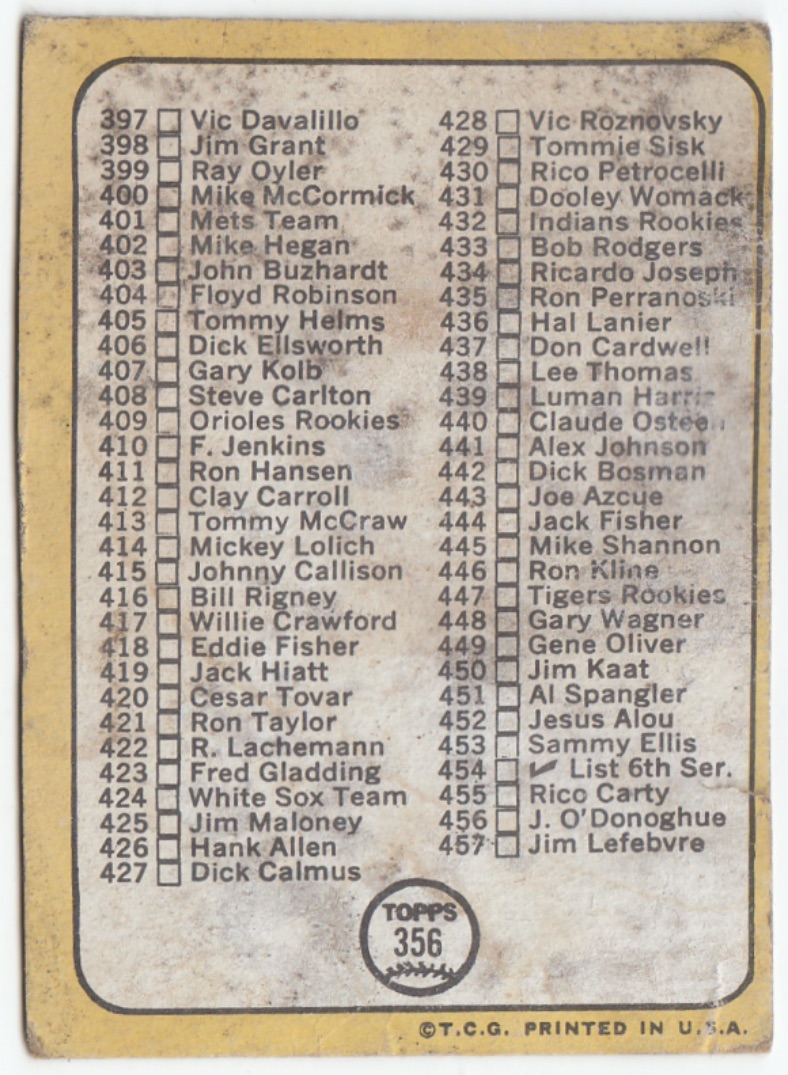 397 Vic Davalillo
398 Jim Grant
399 Ray Oyler
400 Mike McCormick
401 Mets Team
402 Mike Hegan
403 John Buzhardt
404 Floyd Robinson
405 Tommy Helms
406 Dick Ellsworth
407 Gary Kolb
408 Steve Carlton
409 Orioles Rookies
410 F. Jenkins
411 Ron Hansen
412 Clay Carroll
413 Tommy McCraw
414 Mickey Lolich
415 Johnny Callison
416 Bill Rigney
417 Willie Crawford
418 Eddie Fisher
419 Jack Hiatt
420 Cesar Tovar
421 Ron Taylor
422 R. Lachemann
423 Fred Gladding
424 White Sox Team
425 Jim Maloney
426 Hank Allen
427 Dick Calmus
428 Vic Roznovsky
429 Tommie Sisk
430 Rico Petrocelli
431 Dooley Womack
432 Indians Rookies
433 Bob Rodgers
434 Ricardo Joseph
435 Ron Perranoski
436 Hal Lanier
437 Don Cardwell
438 Lee Thomas
439 Luman Harris
440 Claude Osteen
441 Alex Johnson
442 Dick Bosman
443 Joe Azcue
444 Jack Fisher
445 Mike Shannon
446 Ron Kline
447 Tigers Rookies
448 Gary Wagner
449 Gene Oliver
450 Jim Kaat
451 Al Spangler
452 Jesus Alou
453 Sammy Ellis
454 ✓ List 6th Ser.
455 Rico Carty
456 J. O'Donoghue
457 Jim Lefebvre
TOPPS
356
©T.C.G. PRINTED IN U.S.A.